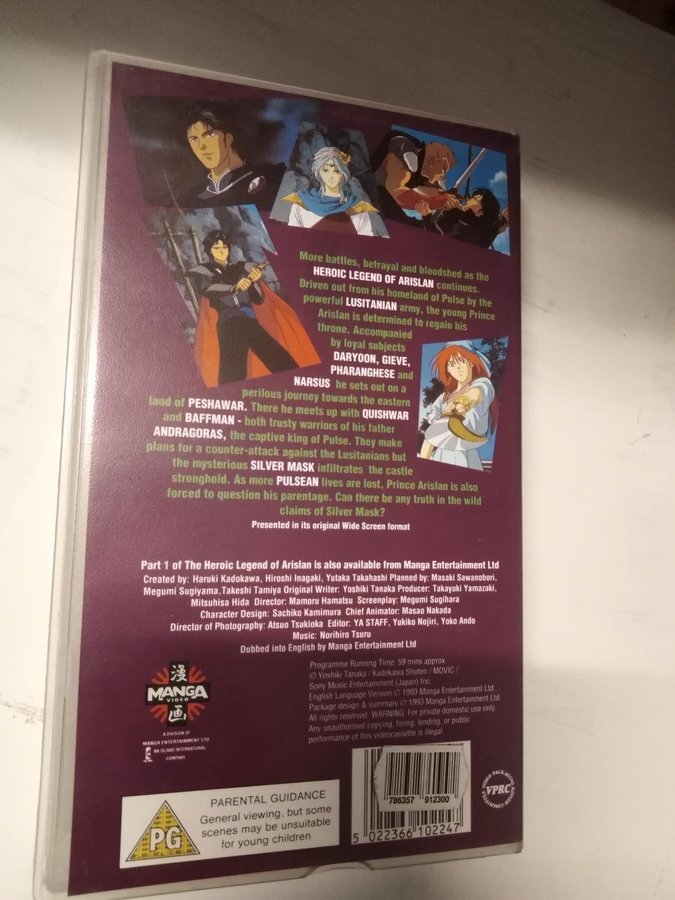 More battles, betrayal and bloodshed as the
HEROIC LEGEND OF ARISLAN continues.
Driven out from his homeland of Pulse by the
powerful LUSITANIAN army, the young Prince
Arislan is determined to regain his
throne. Accompanied
by loyal subjects
DARYOON, GIEVE,
PHARANGHESE and
NARSUS he sets out on a
perilous journey towards the eastern
land of PESHAWAR. There he meets up with QUISHWAR
and BAFFMAN - both trusty warriors of his father
ANDRAGORAS, the captive king of Pulse. They make
plans for a counter-attack against the Lusitanians but
the mysterious SILVER MASK infiltrates the castle
stronghold. As more PULSEAN lives are lost, Prince Arislan is also
forced to question his parentage. Can there be any truth in the wild
claims of Silver Mask?
Presented in its original Wide Screen format
Part 1 of The Heroic Legend of Arislan is also available from Manga Entertainment Ltd
Created by: Haruki Kadokawa, Hiroshi Inagaki, Yutaka Takahashi Planned by: Masaki Sawanobori,
Megumi Sugiyama,Takeshi Tamiya Original Writer: Yoshiki Tanaka Producer: Takayuki Yamazaki,
Mitsuhisa Hida Director: Mamoru Hamatsu Screenplay: Megumi Sugihara
Character Design: Sachiko Kamimura Chief Animator: Masao Nakada
Director of Photography: Atsuo Tsukioka Editor: YA STAFF, Yukiko Nojiri, Yoko Ando
Music: Norihiro Tsuru
Dubbed into English by Manga Entertainment Ltd
漫
MANGA
VIDEO
画
A DIVISION OF
MANGA ENTERTAINMENT LTD
AN ISLAND INTERNATIONAL
COMPANY
Programme Running Time: 59 mins approx
© Yoshiki Tanaka / Kadokawa Shoten / MOVIC /
Sony Music Entertainment (Japan) Inc
English Language Version © 1993 Manga Entertainment Ltd.
Package design & summary © 1993 Manga Entertainment Ltd.
All rights reserved. WARNING: For private domestic use only.
Any unauthorised copying, hiring, lending, or public
performance of this videocassette is illegal.
PG
PARENTAL GUIDANCE
General viewing, but some
scenes may be unsuitable
for young children
786357 912300
5 022366 102247
VIDEO PACKAGING REVIEW COMMITTEE
VPRC